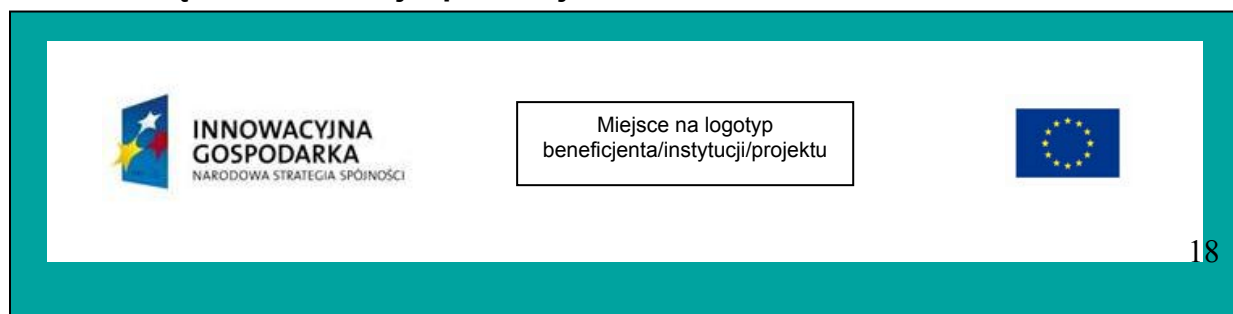 INNOWACYJNA
GOSPODARKA
NARODOWA STRATEGIA SPÓJNOŚCI
Miejsce na logotyp
beneficjenta/instytucji/projektu
18